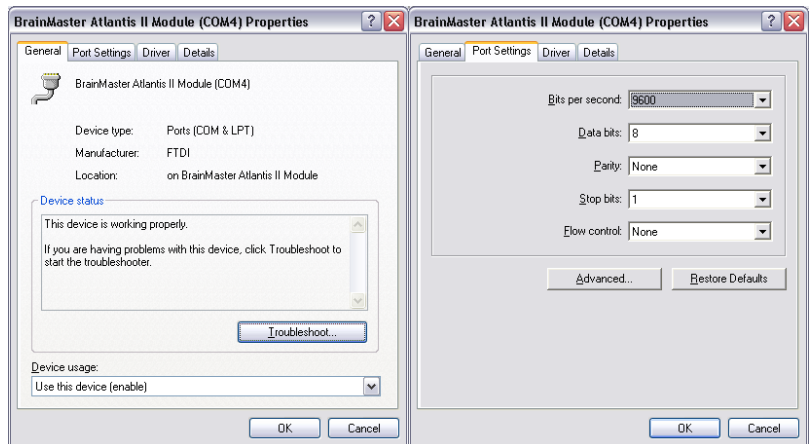 BrainMaster Atlantis II Module (COM4) Properties
General Port Settings Driver Details
BrainMaster Atlantis II Module (COM4)
Device type: Ports (COM & LPT)
Manufacturer: FTDI
Location: on BrainMaster Atlantis II Module
Device status
This device is working properly.
If you are having problems with this device, click Troubleshoot to
start the troubleshooter.
Troubleshoot...
Device usage:
Use this device (enable)
OK Cancel
BrainMaster Atlantis II Module (COM4) Properties
General Port Settings Driver Details
Bits per second: 9600
Data bits: 8
Parity: None
Stop bits: 1
Flow control: None
Advanced... Restore Defaults
OK Cancel